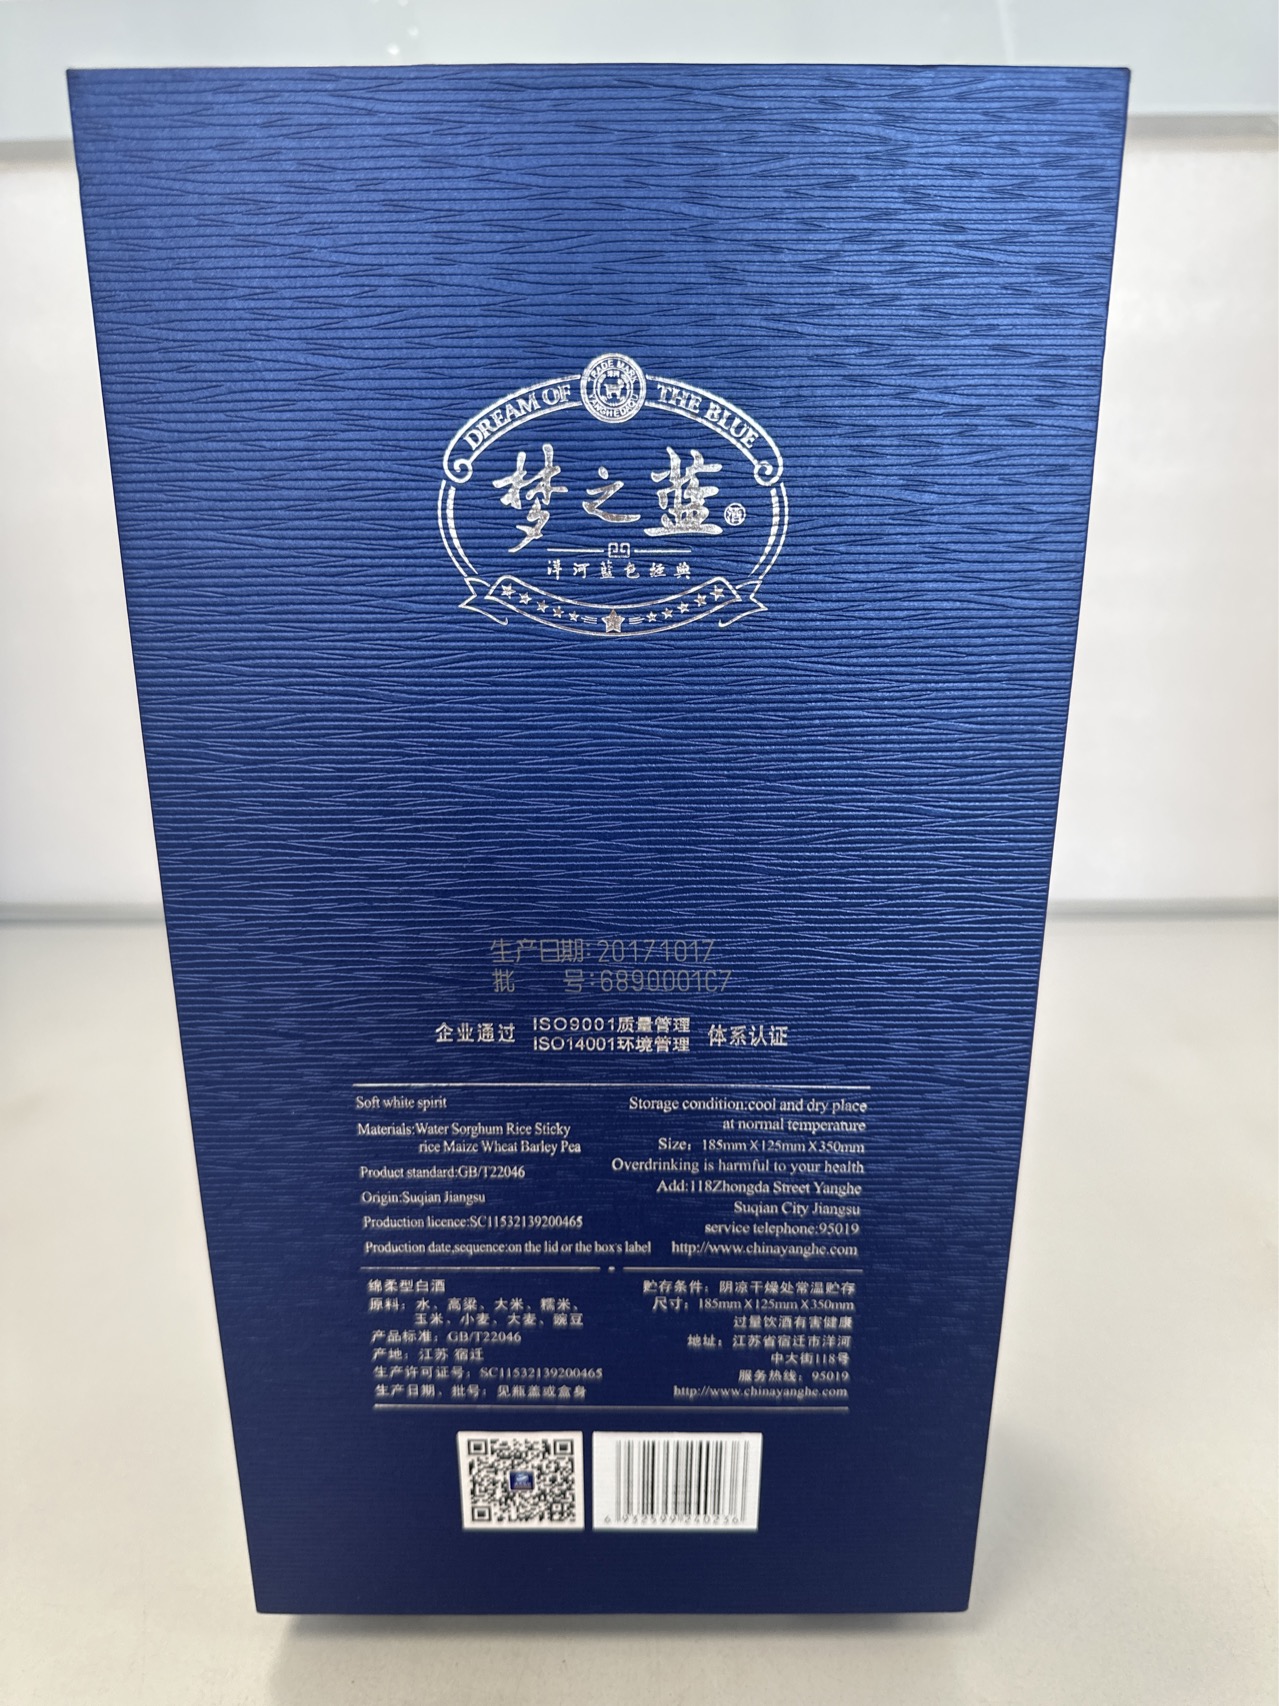 TRADE MARK
洋河
YANGHEDAQU
DREAM OF THE BLUE
梦之蓝
酒
洋河蓝色经典
生产日期:20171017
批 号:6890001C7
企业通过 ISO9001质量管理 体系认证
ISO14001环境管理
Soft white spirit
Materials:Water Sorghum Rice Sticky
rice Maize Wheat Barley Pea
Product standard:GB/T22046
Origin:Suqian Jiangsu
Production licence:SC11532139200465
Production date,sequence:on the lid or the box's label
Storage condition:cool and dry place
at normal temperature
Size: 185mm X 125mm X 350mm
Overdrinking is harmful to your health
Add:118Zhongda Street Yanghe
Suqian City Jiangsu
service telephone:95019
http://www.chinayanghe.com
绵柔型白酒
原料：水、高粱、大米、糯米、
玉米、小麦、大麦、豌豆
产品标准：GB/T22046
产地：江苏 宿迁
生产许可证号：SC11532139200465
生产日期、批号：见瓶盖或盒身
贮存条件：阴凉干燥处常温贮存
尺寸：185mm X 125mm X 350mm
过量饮酒有害健康
地址：江苏省宿迁市洋河
中大街118号
服务热线：95019
http://www.chinayanghe.com
6 932599 240236